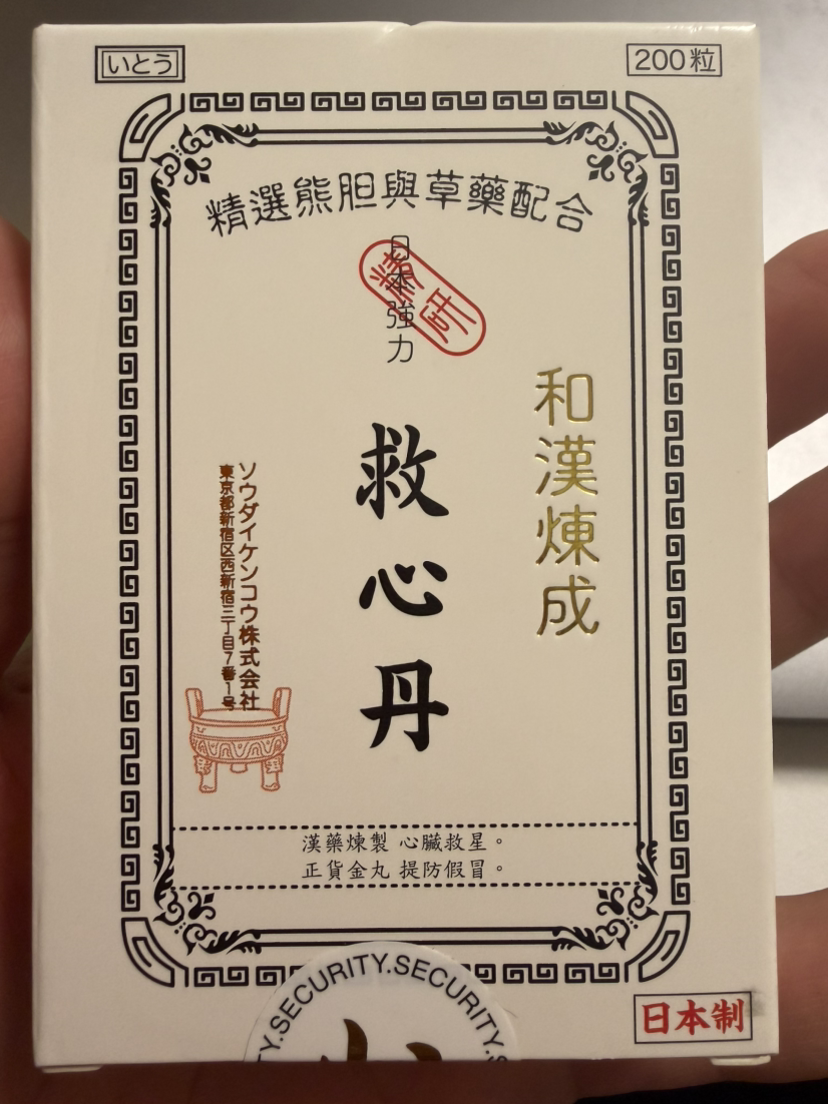 いとう
200粒
精選熊胆與草藥配合
日本強力
救心丹
和漢煉成
ソウダイケンコウ株式会社
東京都新宿区西新宿三丁目7番1号
漢藥煉製 心臟救星。
正貨金丸 提防假冒。
日本制
TY.SECURITY.SECURITY.